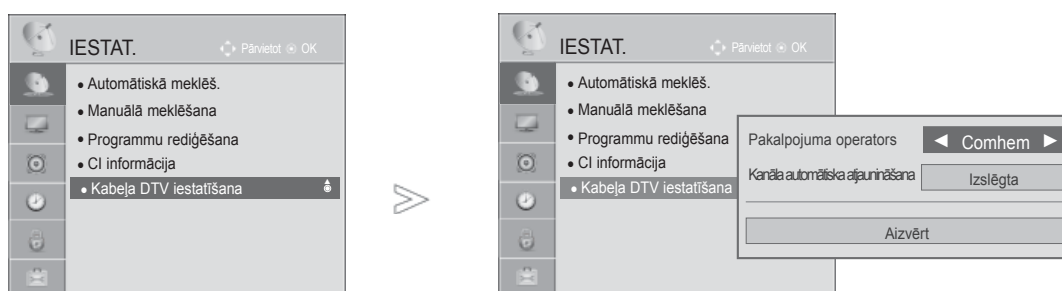 IESTAT.
Pārvietot OK
• Automātiskā meklēš.
• Manuālā meklēšana
• Programmu rediģēšana
• CI informācija
• Kabeļa DTV iestatīšana
IESTAT.
Pārvietot OK
• Automātiskā meklēš.
• Manuālā meklēšana
• Programmu rediģēšana
• CI informācija
• Kabeļa DTV iestatīšana
Pakalpojuma operators ◄ Comhem ►
Kanāla automātiska atjaunināšana Izslēgta
Aizvērt